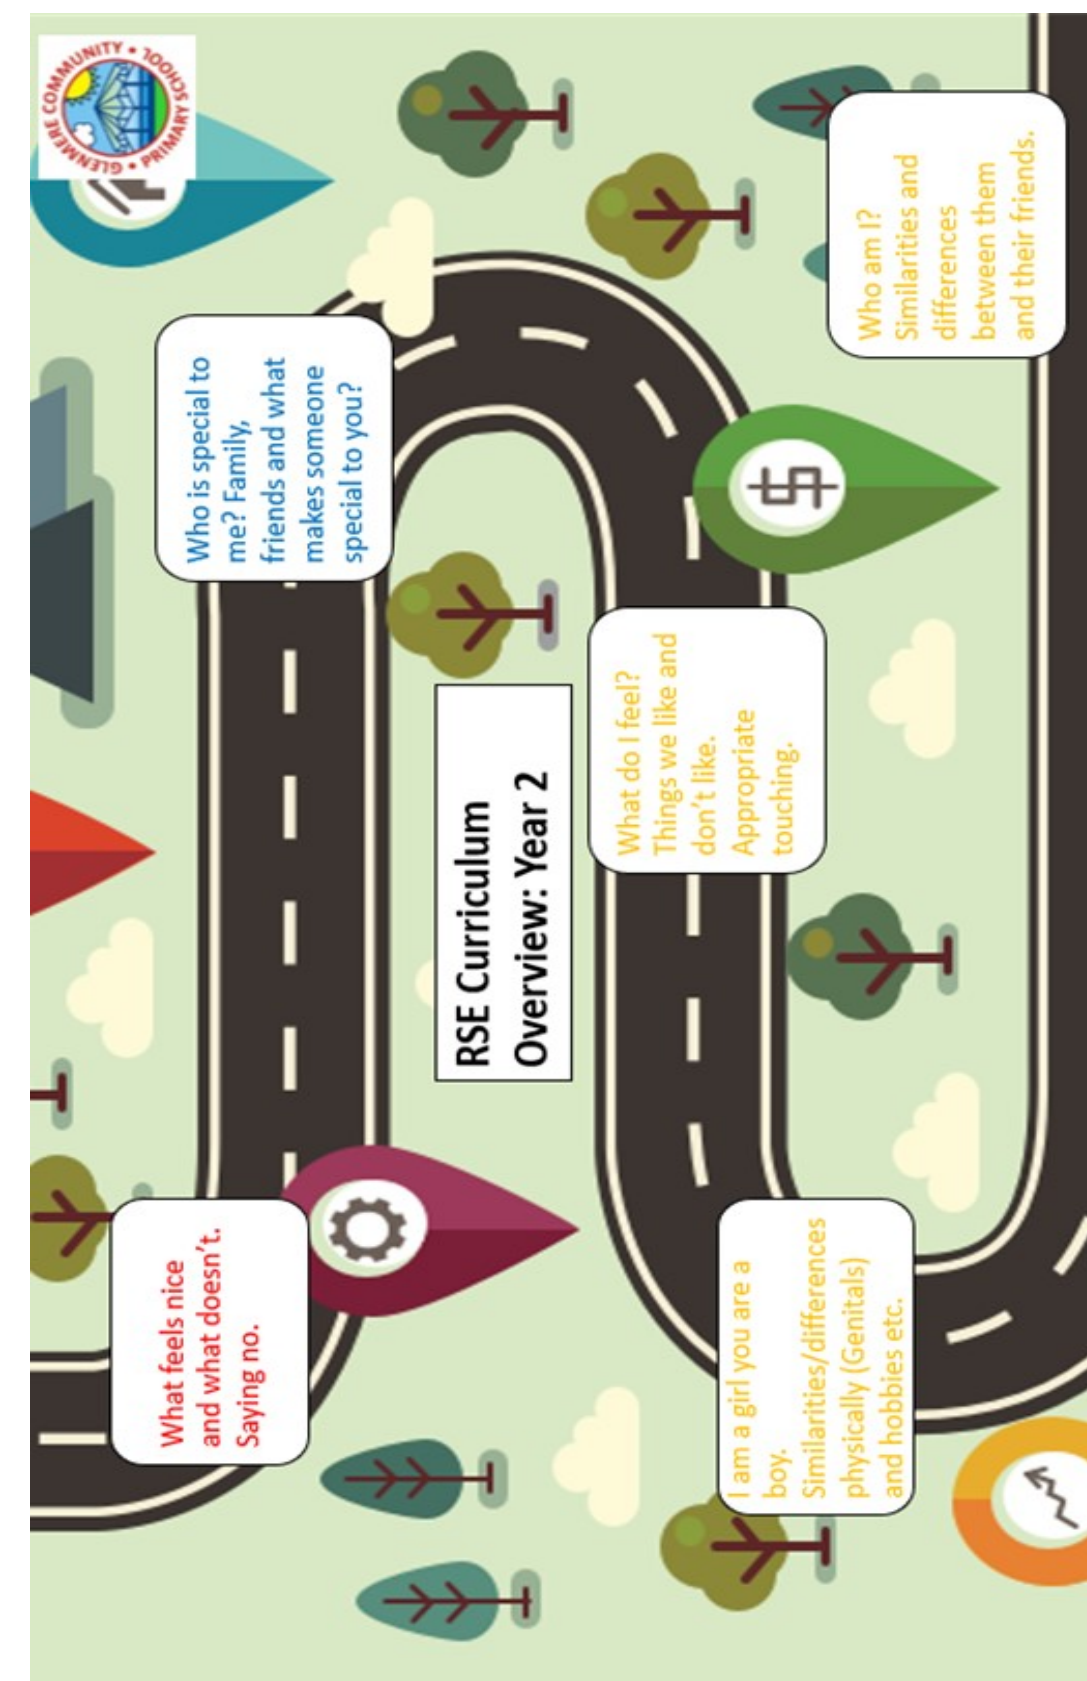 GLENMERE COMMUNITY • PRIMARY SCHOOL •
What feels nice
and what doesn't.
Saying no.
Who is special to
me? Family,
friends and what
makes someone
special to you?
RSE Curriculum
Overview: Year 2
What do I feel?
Things we like and
don't like.
Appropriate
touching.
I am a girl you are a
boy.
Similarities/differences
physically (Genitals)
and hobbies etc.
Who am I?
Similarities and
differences
between them
and their friends.